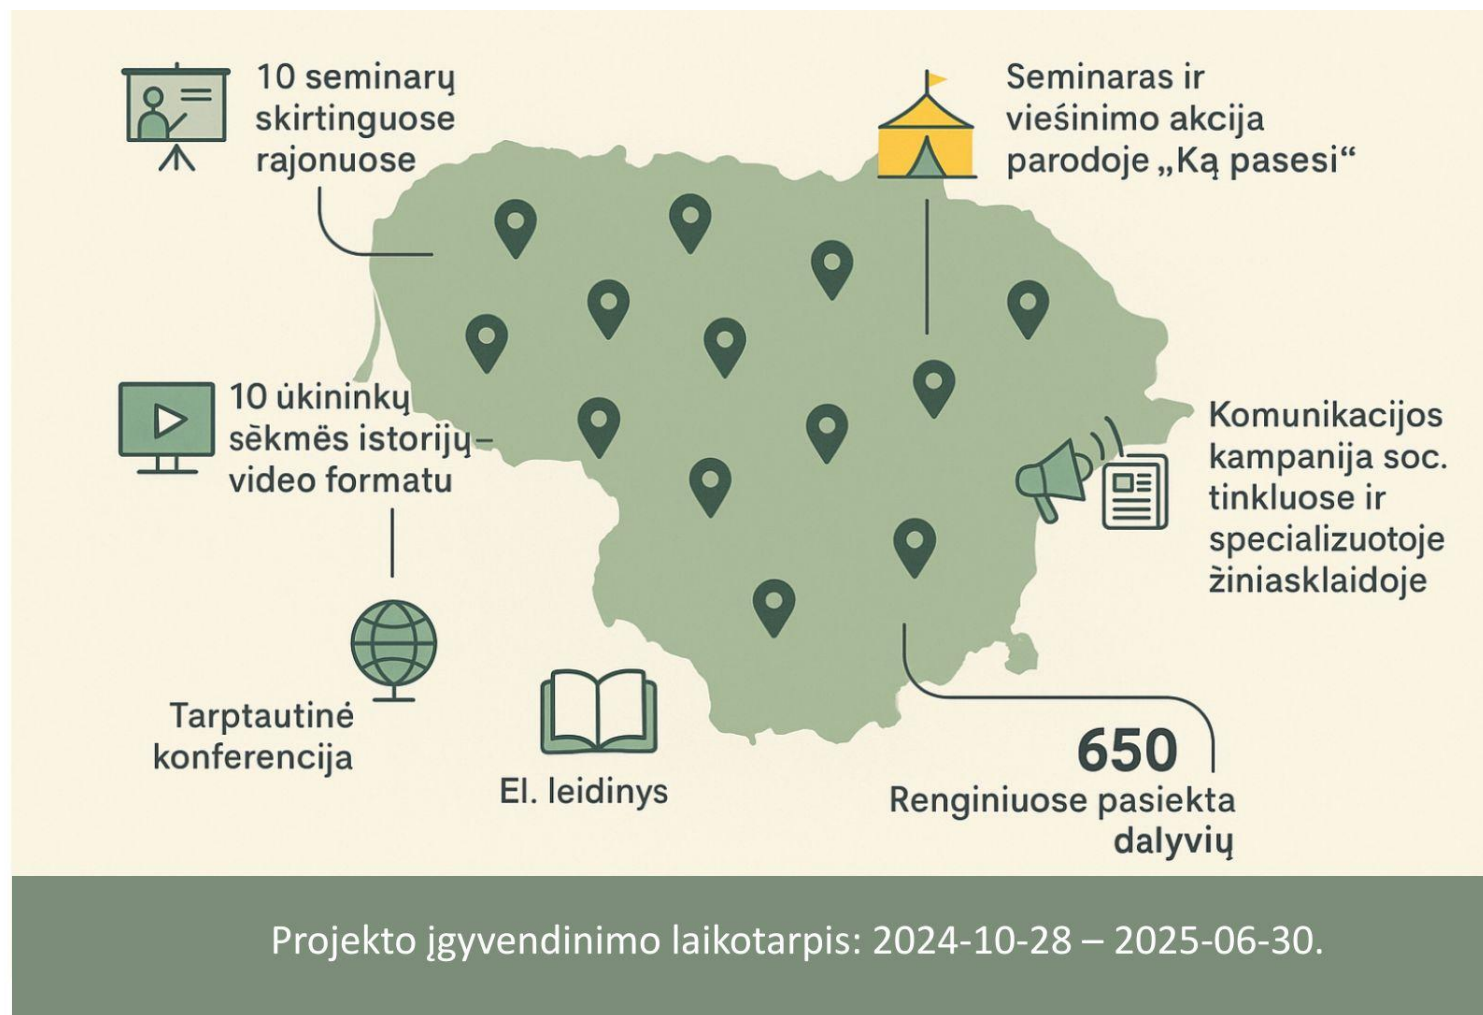 10 seminarų
skirtinguose
rajonuose
Seminaras ir
vieśinimo akcija
parodoje „Ką pasesi“
10 u̇kininkų
sėkmės istorijų–
video formatu
Komunikacijos
kampanija soc.
tinkluose ir
specializuotoje
žiniasklaidoje
Tarptautinė
konferencija
El. leidinys
650
Renginiuose pasiekta
dalyvių
Projekto įgyvendinimo laikotarpis: 2024-10-28 – 2025-06-30.